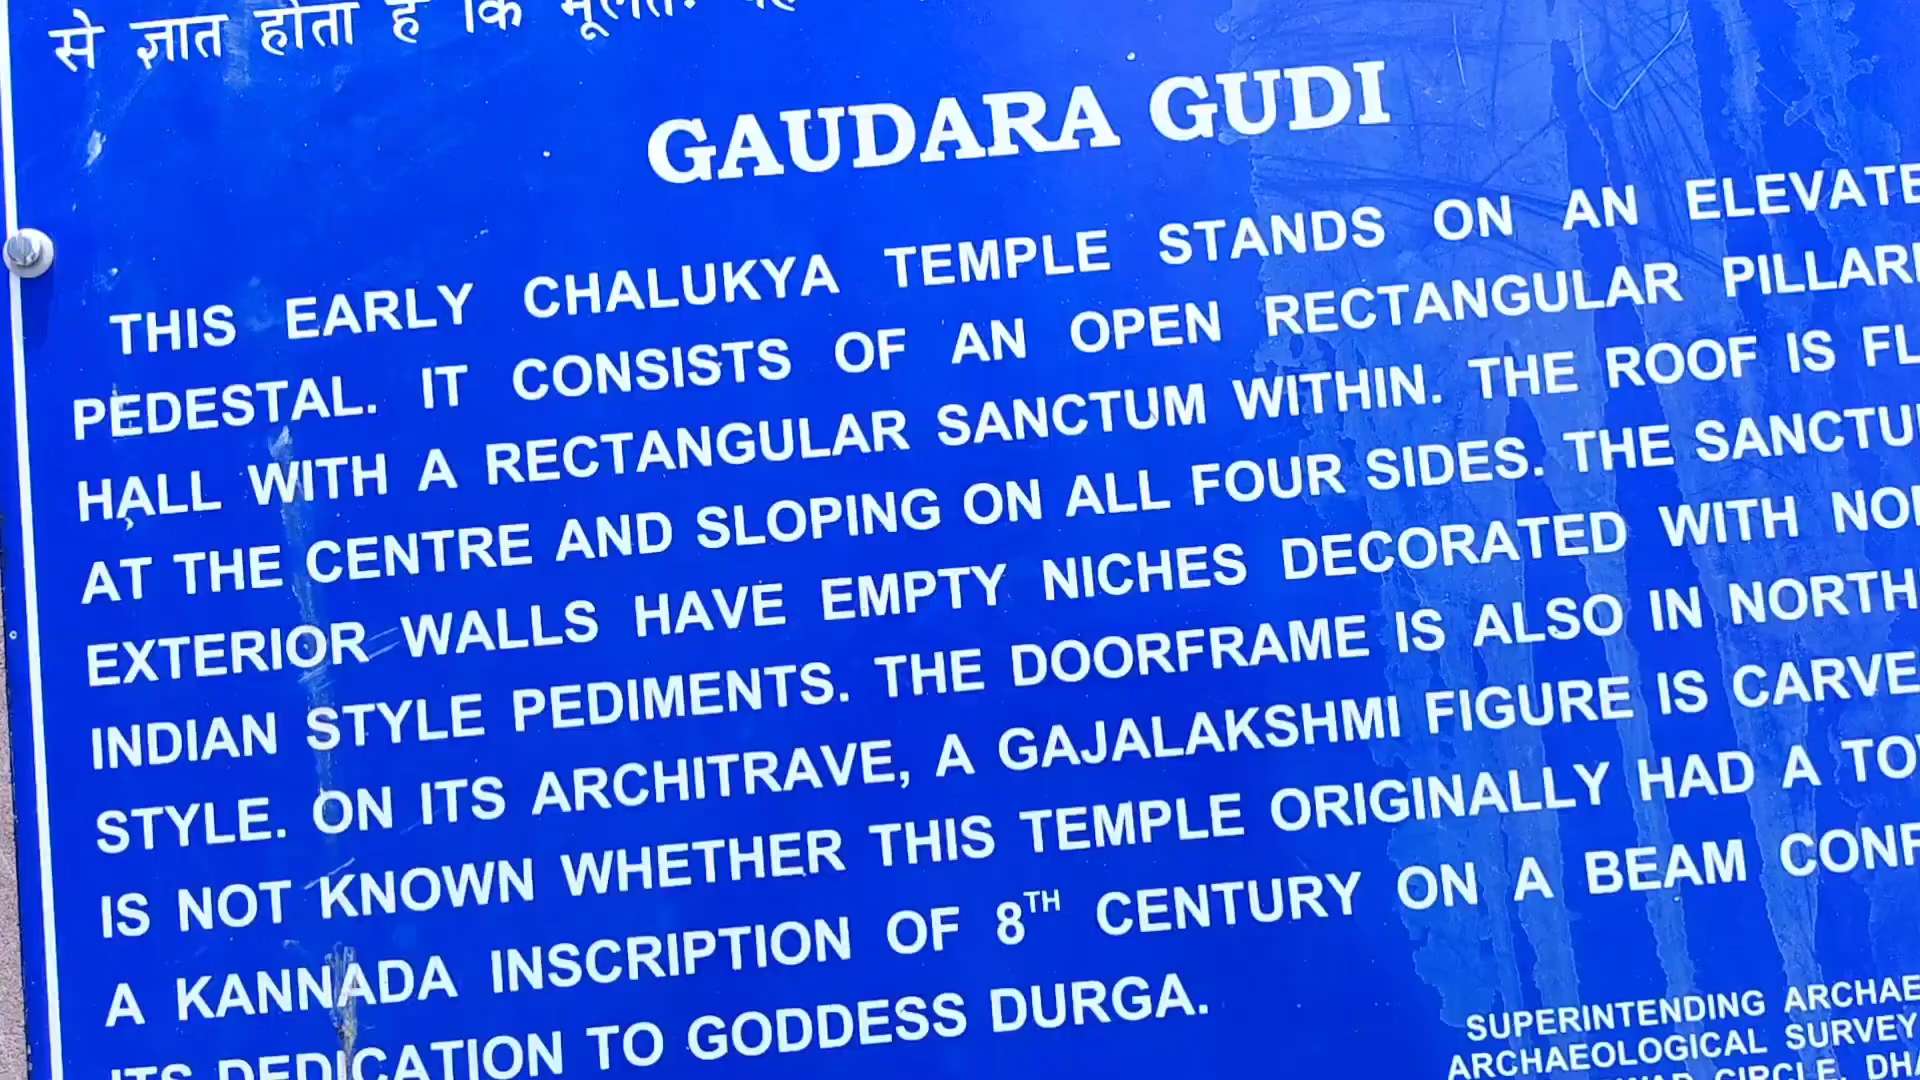 से ज्ञात होता है कि मूलतः यह
GAUDARA GUDI
THIS EARLY CHALUKYA TEMPLE STANDS ON AN ELEVATE
PEDESTAL. IT CONSISTS OF AN OPEN RECTANGULAR PILLAR
HALL WITH A RECTANGULAR SANCTUM WITHIN. THE ROOF IS FL
AT THE CENTRE AND SLOPING ON ALL FOUR SIDES. THE SANCTU
EXTERIOR WALLS HAVE EMPTY NICHES DECORATED WITH NO
INDIAN STYLE PEDIMENTS. THE DOORFRAME IS ALSO IN NORTH
STYLE. ON ITS ARCHITRAVE, A GAJALAKSHMI FIGURE IS CARVE
IS NOT KNOWN WHETHER THIS TEMPLE ORIGINALLY HAD A TO
A KANNADA INSCRIPTION OF 8TH CENTURY ON A BEAM CONF
ITS DEDICATION TO GODDESS DURGA.
SUPERINTENDING ARCHAE
ARCHAEOLOGICAL SURVEY
CIRCLE, DHA